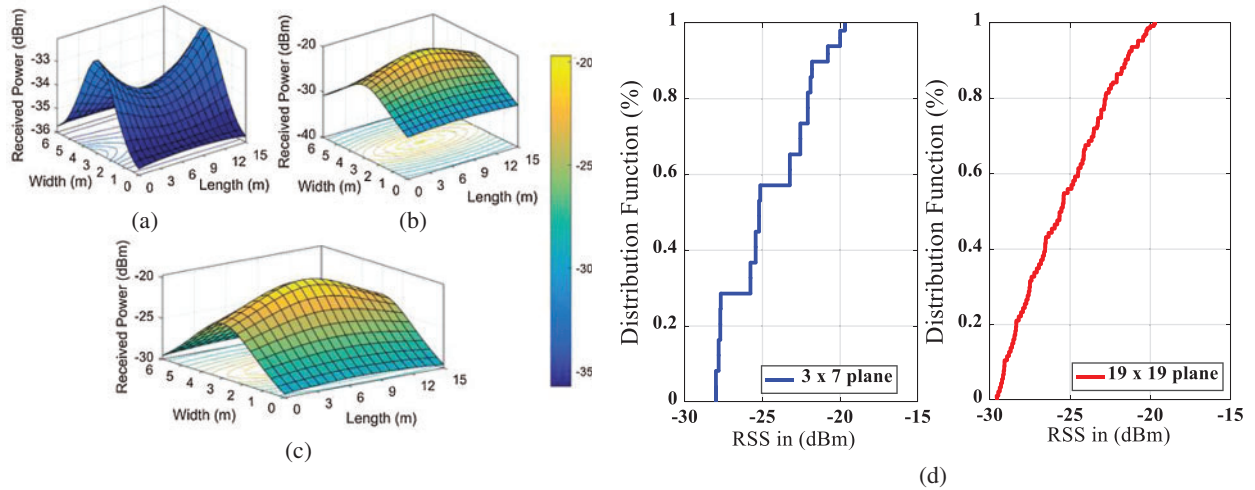 Received Power (dBm)
-33
-34
-35
-36
6 5 4 3 2 1 0
Width (m)
0 3 6 9 12 15
Length (m)
(a)
Received Power (dBm)
-20
-30
-40
6 5 4 3 2 1 0
Width (m)
0 3 6 9 12 15
Length (m)
(b)
Received Power (dBm)
-20
-25
-30
6 5 4 3 2 1 0
Width (m)
0 3 6 9 12 15
Length (m)
(c)
-20
-25
-30
-35
Distribution Function (%)
1
0.8
0.6
0.4
0.2
0
3 x 7 plane
-30 -25 -20 -15
RSS in (dBm)
Distribution Function (%)
1
0.8
0.6
0.4
0.2
0
19 x 19 plane
-30 -25 -20 -15
RSS in (dBm)
(d)